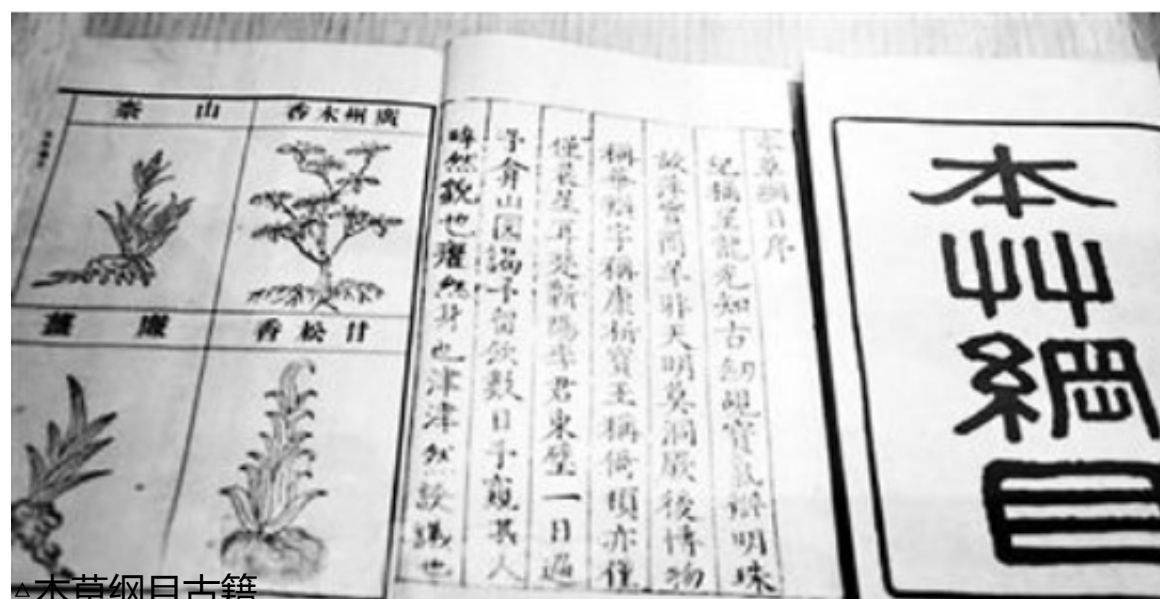 本艸綱目
本草綱目序
紀稱望龍光知古劒覘寶氣辯明珠
故萍實商羊非天明莫洞厥後博物
稱華辯字稱康析寶玉稱倚頓亦僅
僅晨星耳楚蘄陽李君東璧一日過
予弇山園謁予留飲數日予窺其人
睟然貌也癯然身也津津然談議也
廣州木香
山柰
甘松香
廉薑
△本草纲目古籍